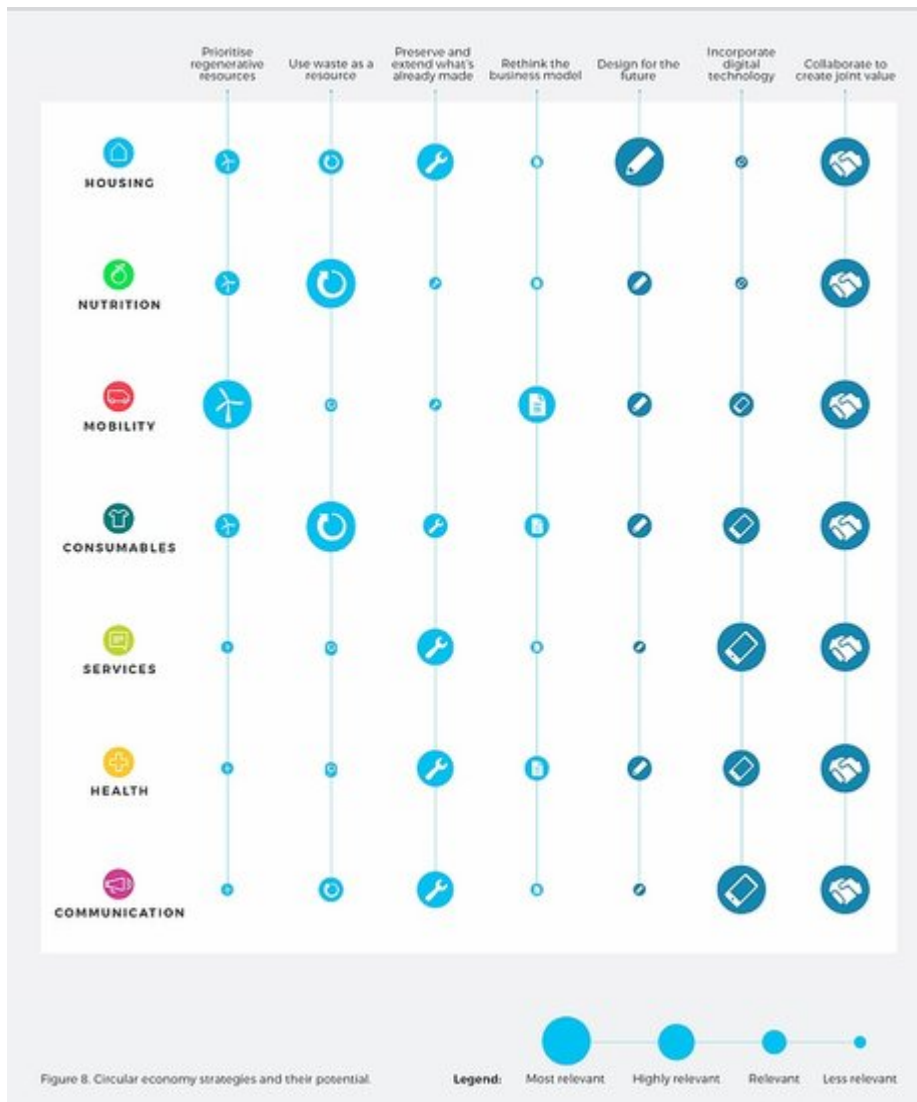 Prioritise
regenerative
resources
Use waste as a
resource
Preserve and
extend what's
already made
Rethink the
business model
Design for the
future
Incorporate
digital
technology
Collaborate to
create joint value
HOUSING
NUTRITION
MOBILITY
CONSUMABLES
SERVICES
HEALTH
COMMUNICATION
Figure 8. Circular economy strategies and their potential.
Legend:
Most relevant
Highly relevant
Relevant
Less relevant